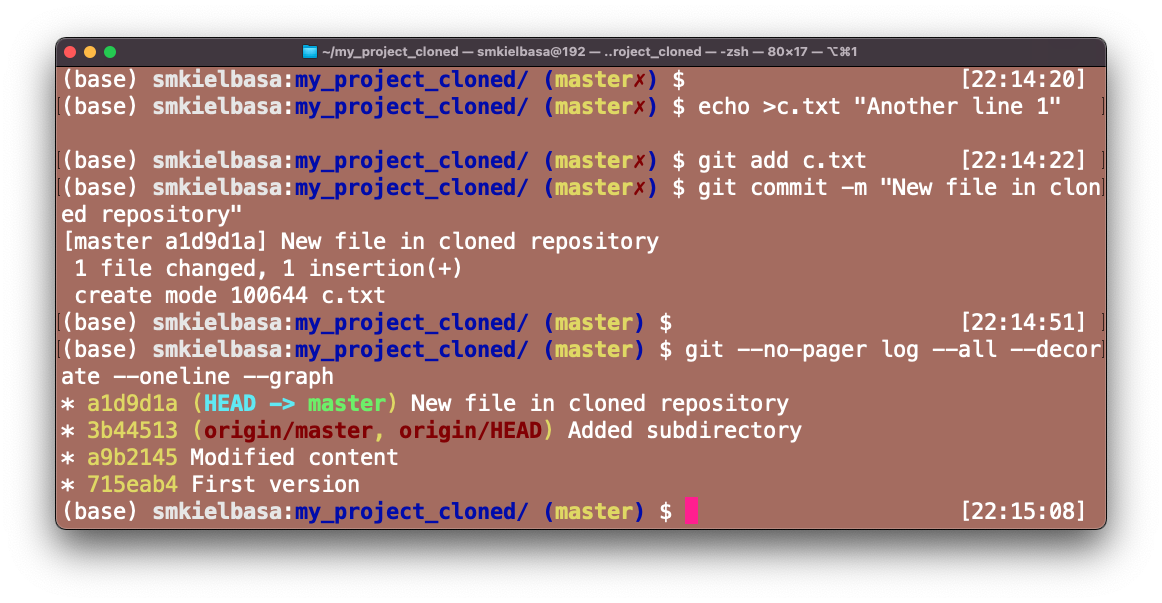 ~/my_project_cloned — smkielbasa@192 — ..roject_cloned — -zsh — 80×17 — ⌥⌘1
(base) smkielbasa:my_project_cloned/ (master✗) $ [22:14:20]
(base) smkielbasa:my_project_cloned/ (master✗) $ echo >c.txt "Another line 1"
(base) smkielbasa:my_project_cloned/ (master✗) $ git add c.txt [22:14:22]
(base) smkielbasa:my_project_cloned/ (master✗) $ git commit -m "New file in clon
ed repository"
[master a1d9d1a] New file in cloned repository
 1 file changed, 1 insertion(+)
 create mode 100644 c.txt
(base) smkielbasa:my_project_cloned/ (master) $ [22:14:51]
(base) smkielbasa:my_project_cloned/ (master) $ git --no-pager log --all --decor
ate --oneline --graph
* a1d9d1a (HEAD -> master) New file in cloned repository
* 3b44513 (origin/master, origin/HEAD) Added subdirectory
* a9b2145 Modified content
* 715eab4 First version
(base) smkielbasa:my_project_cloned/ (master) $ [22:15:08]